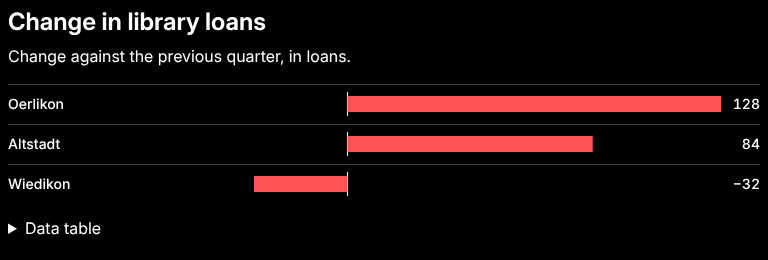 Change in library loans
Change against the previous quarter, in loans.
Oerlikon 128
Altstadt 84
Wiedikon −32
Data table